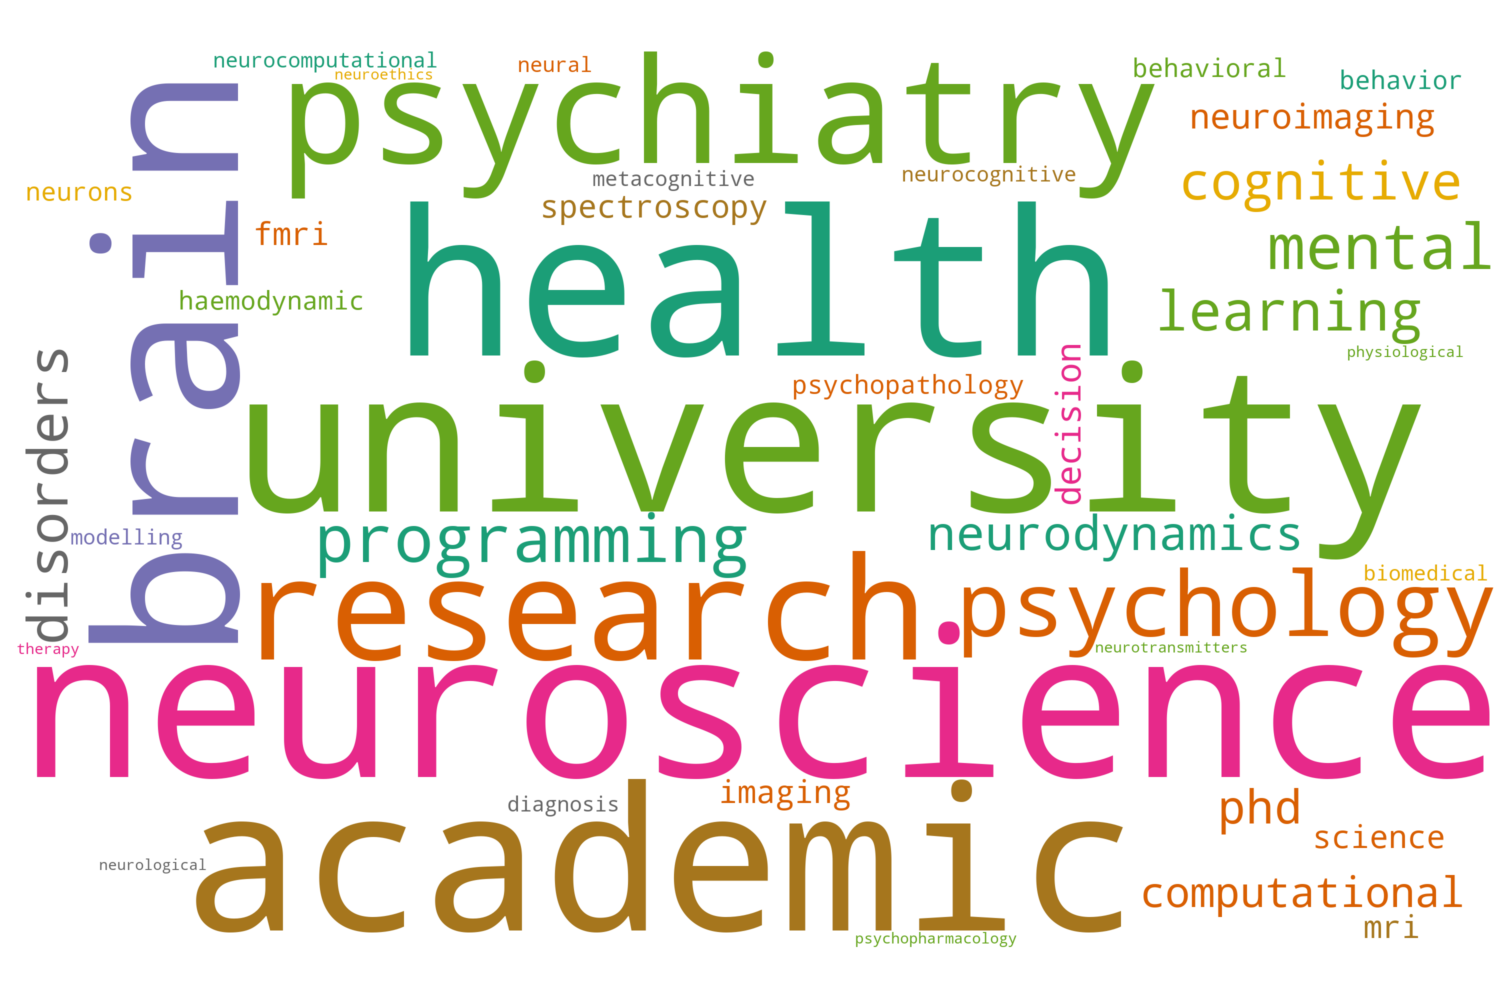 neurocomputational
neuroethics
neural
psychiatry
behavioral
behavior
neuroimaging
neurons
metacognitive
neurocognitive
cognitive
spectroscopy
fmri
brain
health
mental
haemodynamic
learning
physiological
disorders
university
psychopathology
decision
programming
neurodynamics
modelling
research
psychology
biomedical
therapy
neurotransmitters
neuroscience
diagnosis
imaging
academic
phd
science
neurological
computational
mri
psychopharmacology